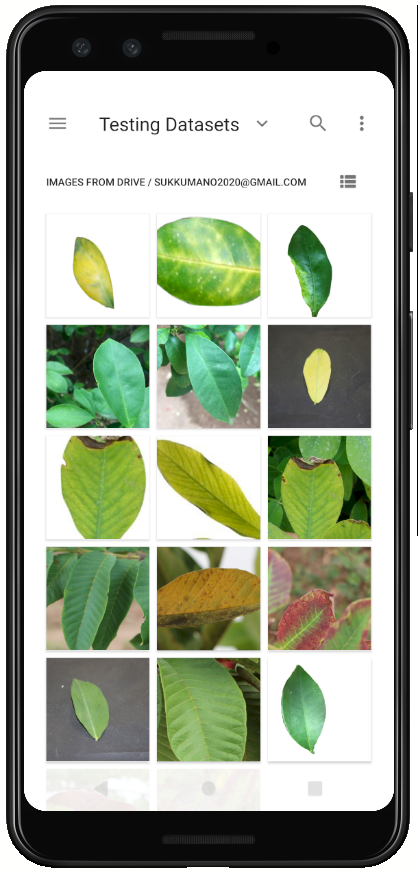 Testing Datasets
IMAGES FROM DRIVE / SUKKUMANO2020@GMAIL.COM